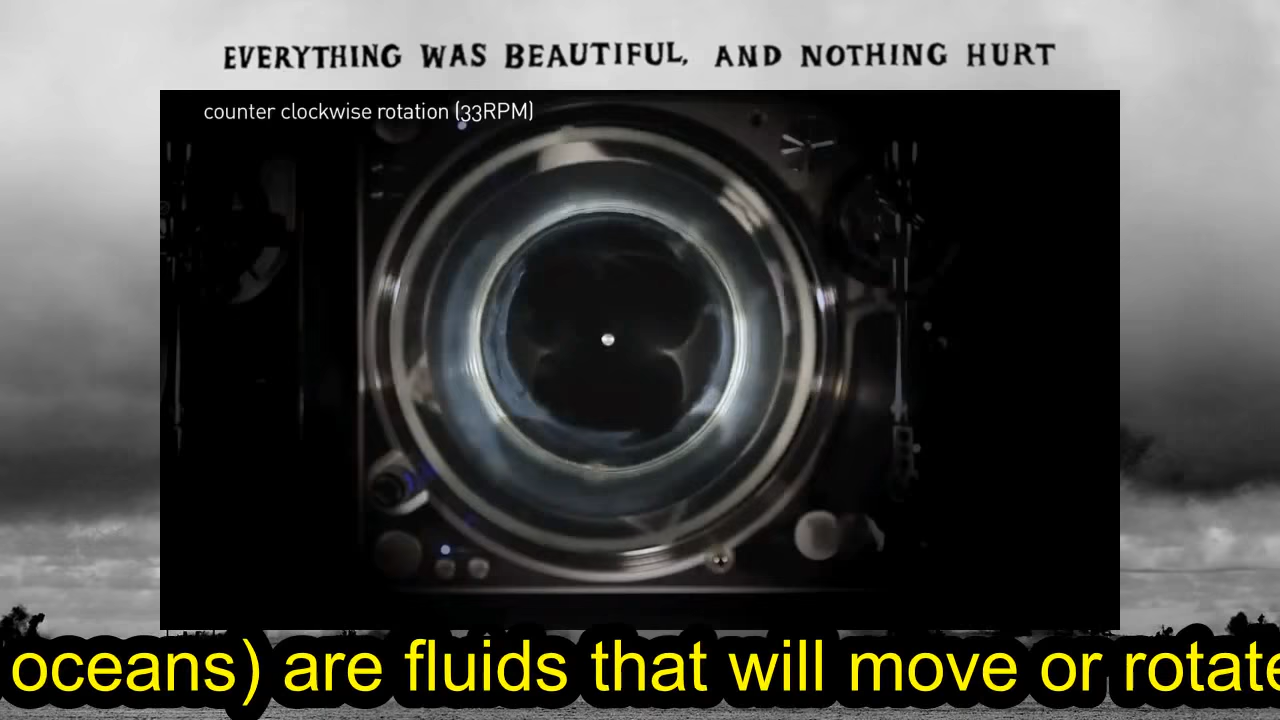 EVERYTHING WAS BEAUTIFUL, AND NOTHING HURT
counter clockwise rotation (33RPM)
oceans) are fluids that will move or rotate